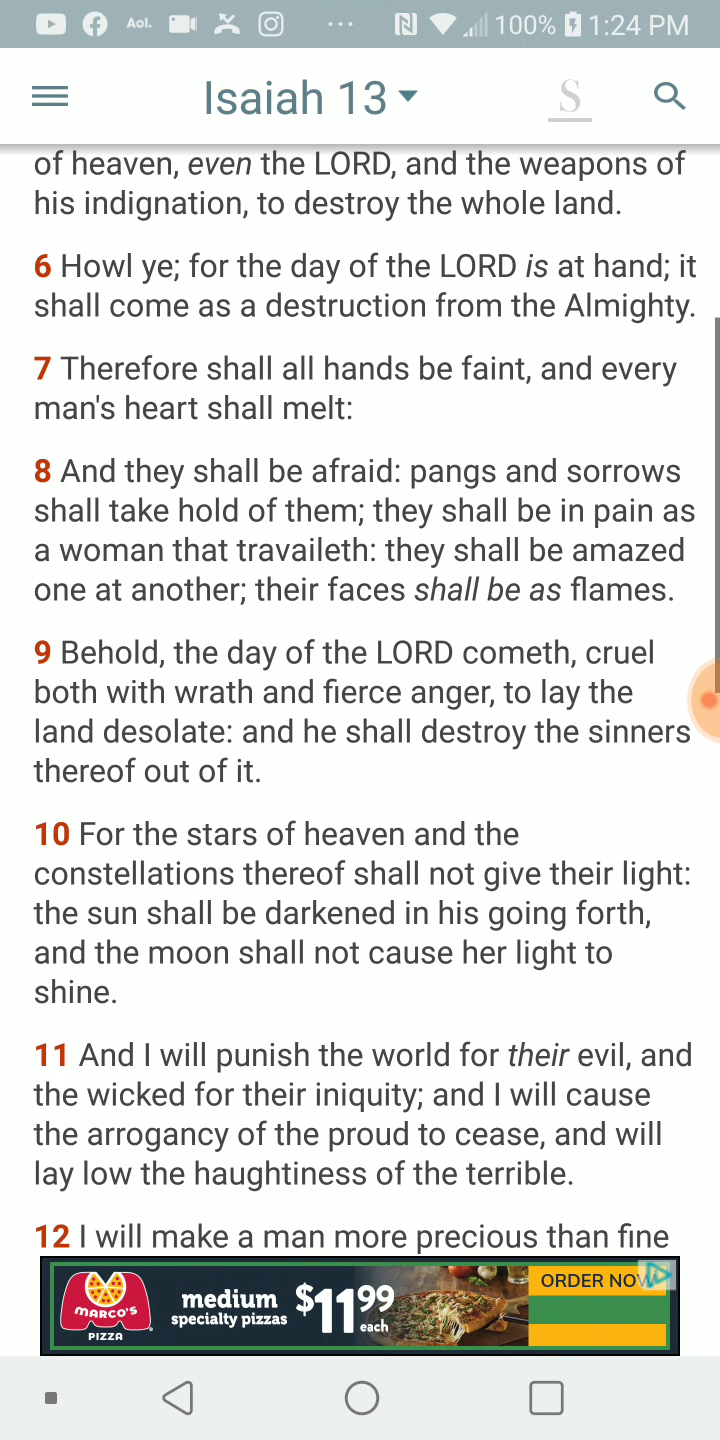 Aol.
100%
1:24 PM
Isaiah 13
S
of heaven, even the LORD, and the weapons of
his indignation, to destroy the whole land.
6 Howl ye; for the day of the LORD is at hand; it
shall come as a destruction from the Almighty.
7 Therefore shall all hands be faint, and every
man's heart shall melt:
8 And they shall be afraid: pangs and sorrows
shall take hold of them; they shall be in pain as
a woman that travaileth: they shall be amazed
one at another; their faces shall be as flames.
9 Behold, the day of the LORD cometh, cruel
both with wrath and fierce anger, to lay the
land desolate: and he shall destroy the sinners
thereof out of it.
10 For the stars of heaven and the
constellations thereof shall not give their light:
the sun shall be darkened in his going forth,
and the moon shall not cause her light to
shine.
11 And I will punish the world for their evil, and
the wicked for their iniquity; and I will cause
the arrogancy of the proud to cease, and will
lay low the haughtiness of the terrible.
12 I will make a man more precious than fine
MARCO'S
PIZZA
medium
specialty pizzas
$11.99
each
ORDER NOW